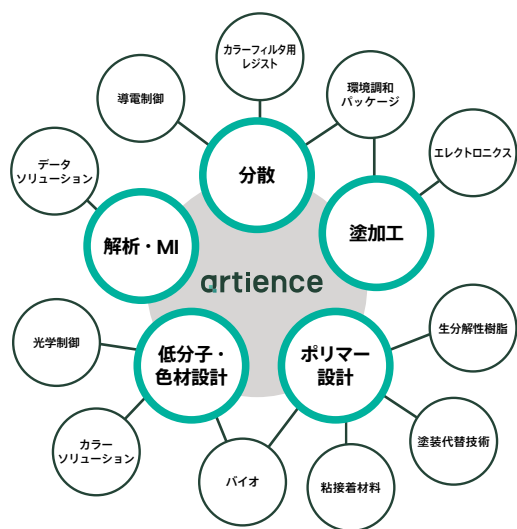 カラーフィルタ用
レジスト
環境調和
パッケージ
導電制御
エレクトロニクス
データ
ソリューション
分散
塗加工
解析・MI
artience
光学制御
低分子・
色材設計
ポリマー
設計
生分解性樹脂
カラー
ソリューション
バイオ
粘接着材料
塗装代替技術